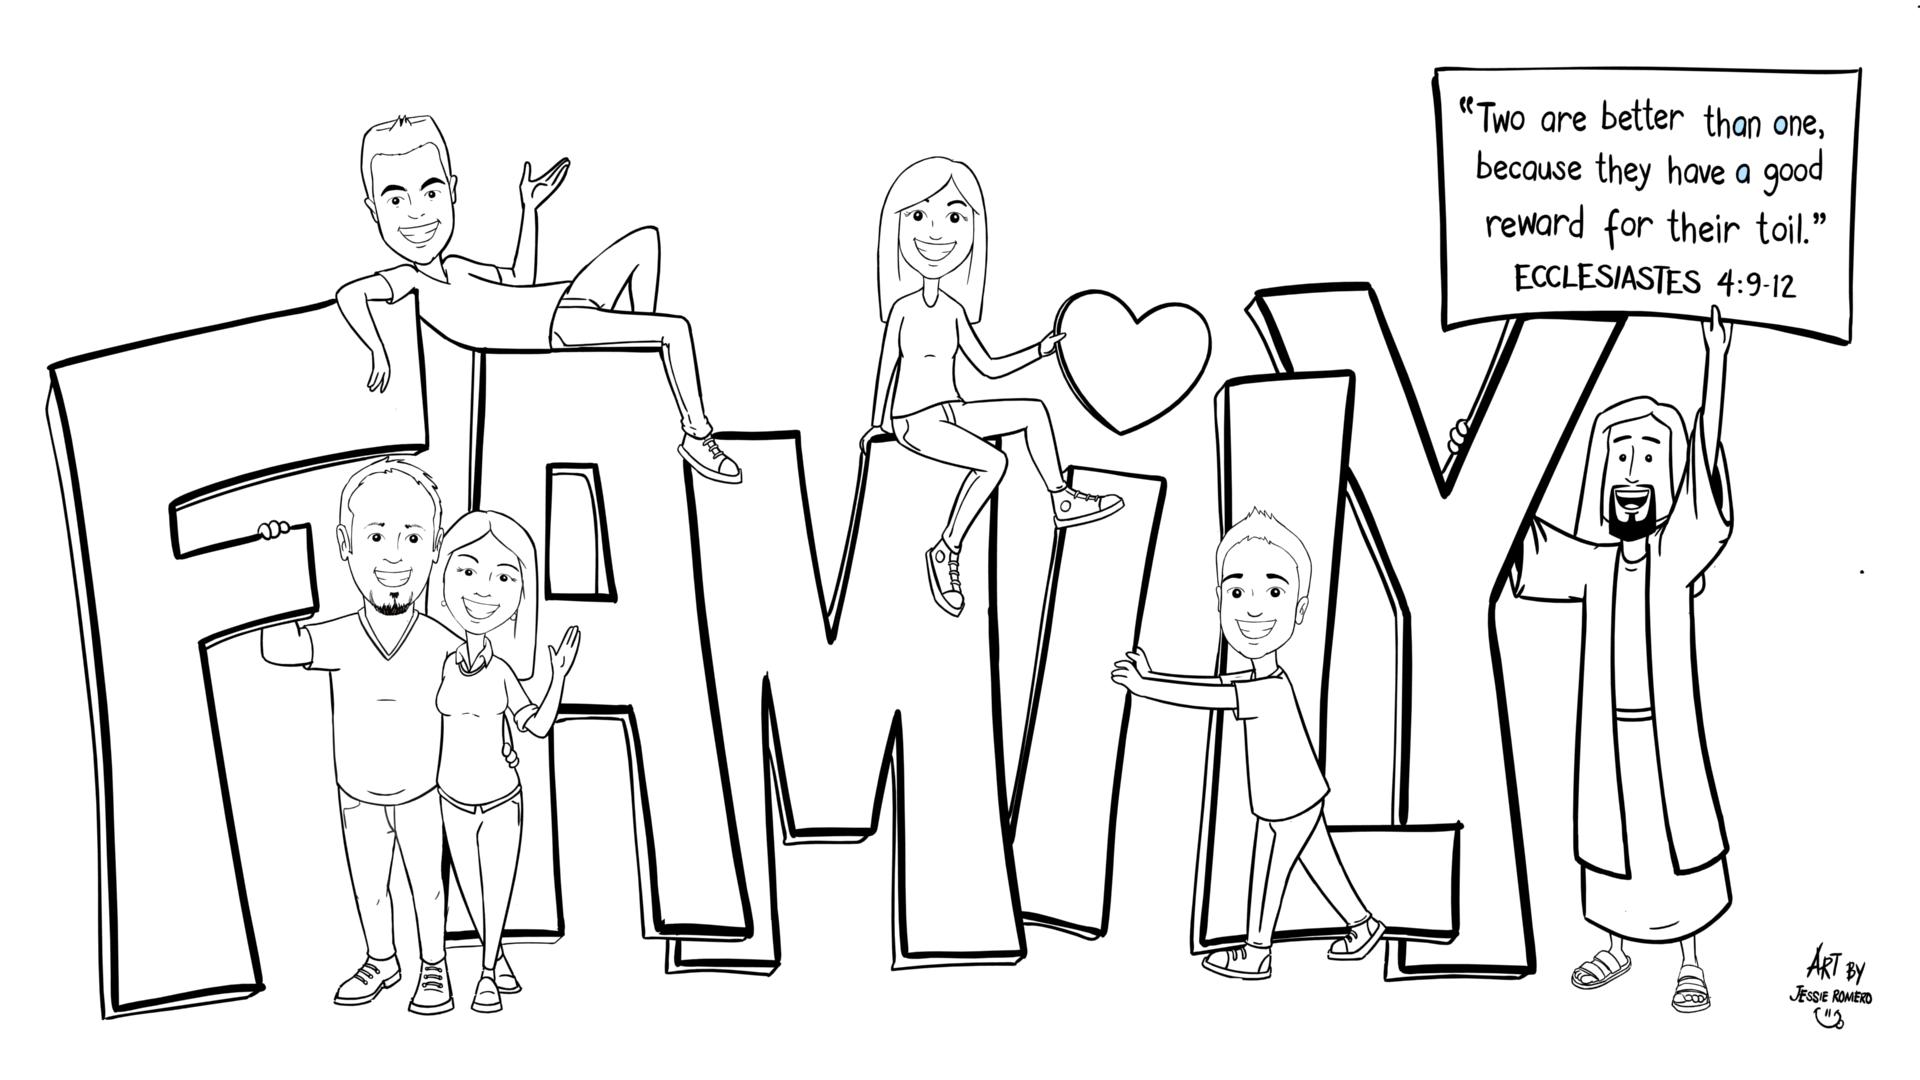 FAMiLY
“Two are better than one,
because they have a good
reward for their toil.”
ECCLESIASTES 4:9-12
ART BY
JESSIE ROMERO